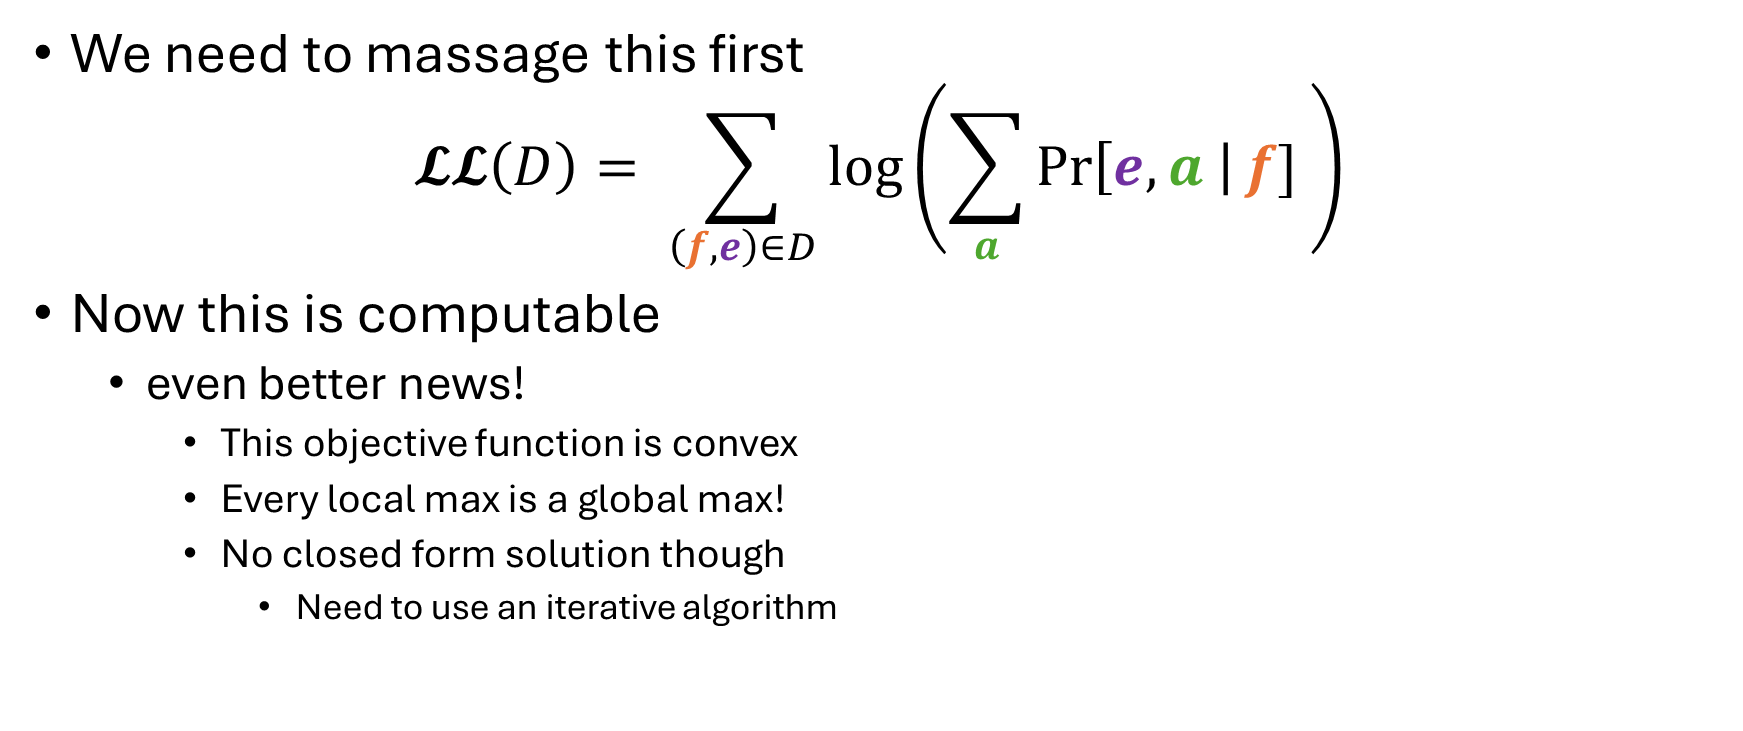 • We need to massage this first
𝓛𝓛(D) = ∑_{(f,e)∈D} log(∑_a Pr[e, a | f])
• Now this is computable
• even better news!
• This objective function is convex
• Every local max is a global max!
• No closed form solution though
• Need to use an iterative algorithm